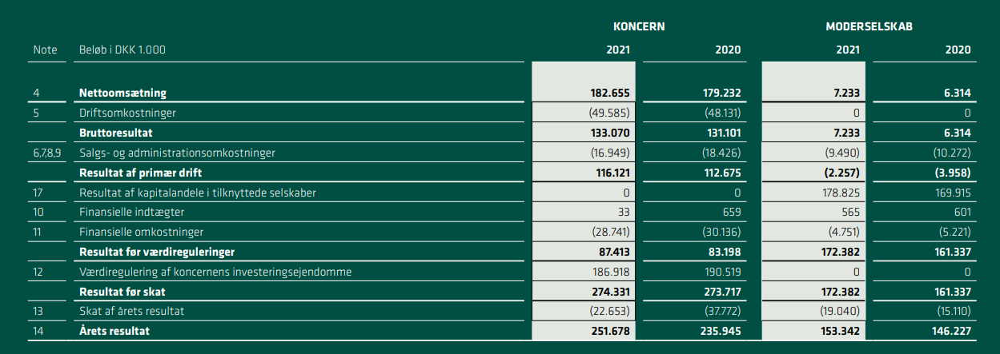 KONCERN MODERSELSKAB
Note Beløb i DKK 1.000 2021 2020 2021 2020
4 Nettoomsætning 182.655 179.232 7.233 6.314
5 Driftsomkostninger (49.585) (48.131) 0 0
Bruttoresultat 133.070 131.101 7.233 6.314
6,7,8,9 Salgs- og administrationsomkostninger (16.949) (18.426) (9.490) (10.272)
Resultat af primær drift 116.121 112.675 (2.257) (3.958)
17 Resultat af kapitalandele i tilknyttede selskaber 0 0 178.825 169.915
10 Finansielle indtægter 33 659 565 601
11 Finansielle omkostninger (28.741) (30.136) (4.751) (5.221)
Resultat før værdireguleringer 87.413 83.198 172.382 161.337
12 Værdiregulering af koncernens investeringsejendomme 186.918 190.519 0 0
Resultat før skat 274.331 273.717 172.382 161.337
13 Skat af årets resultat (22.653) (37.772) (19.040) (15.110)
14 Årets resultat 251.678 235.945 153.342 146.227